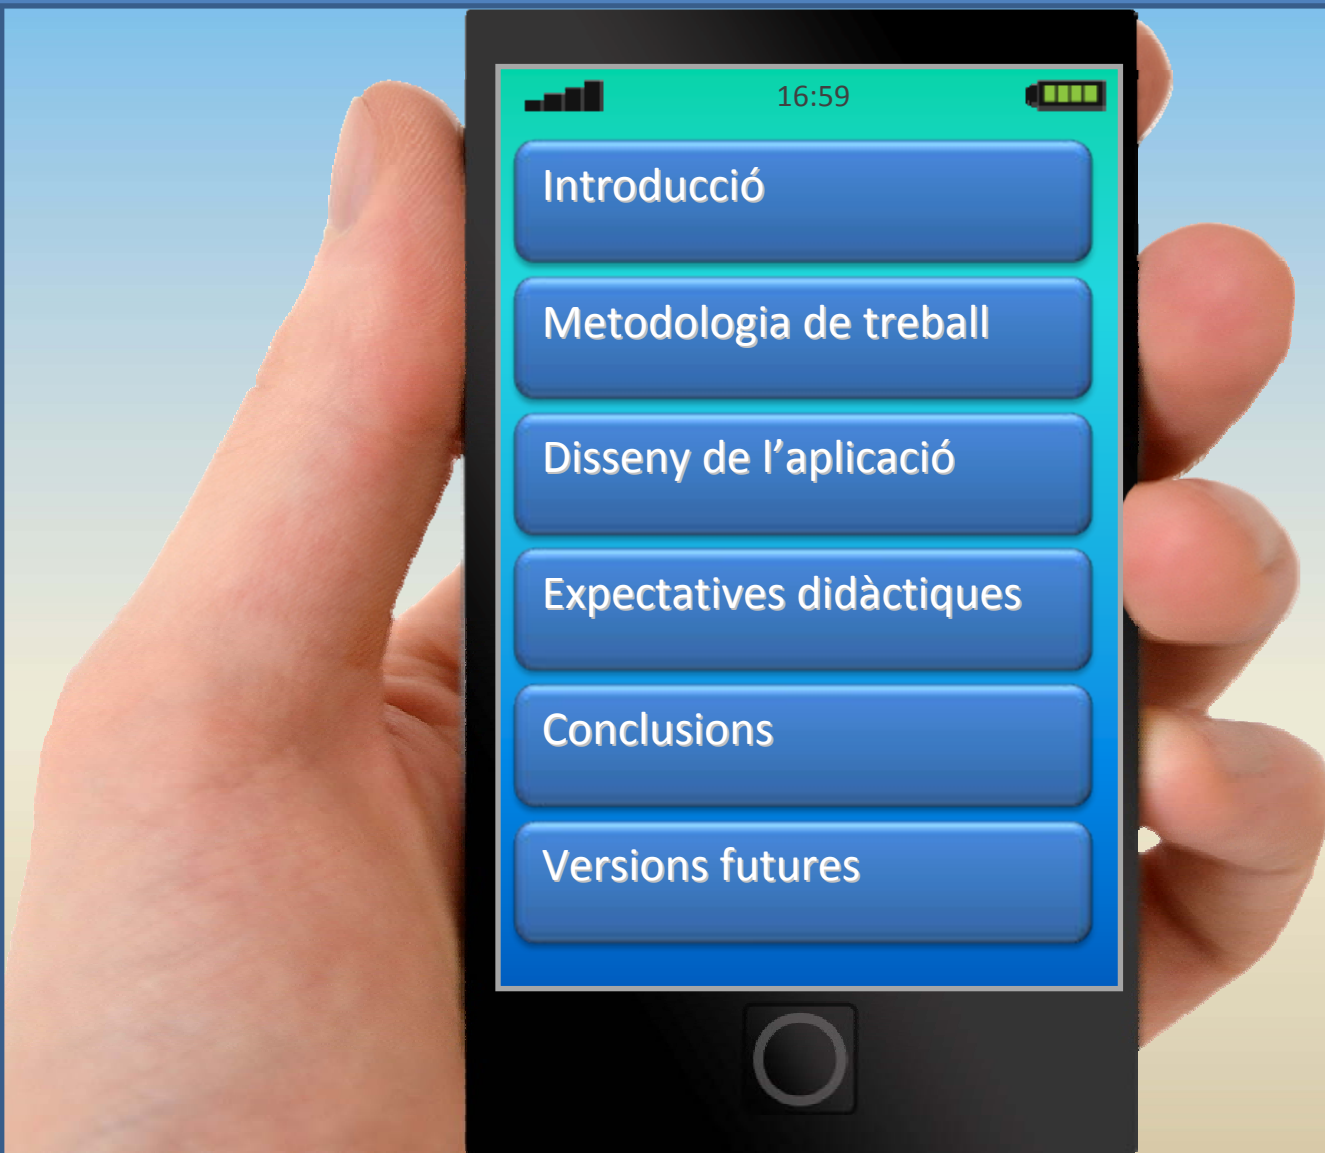 16:59
Introducció
Metodologia de treball
Disseny de l’aplicació
Expectatives didàctiques
Conclusions
Versions futures